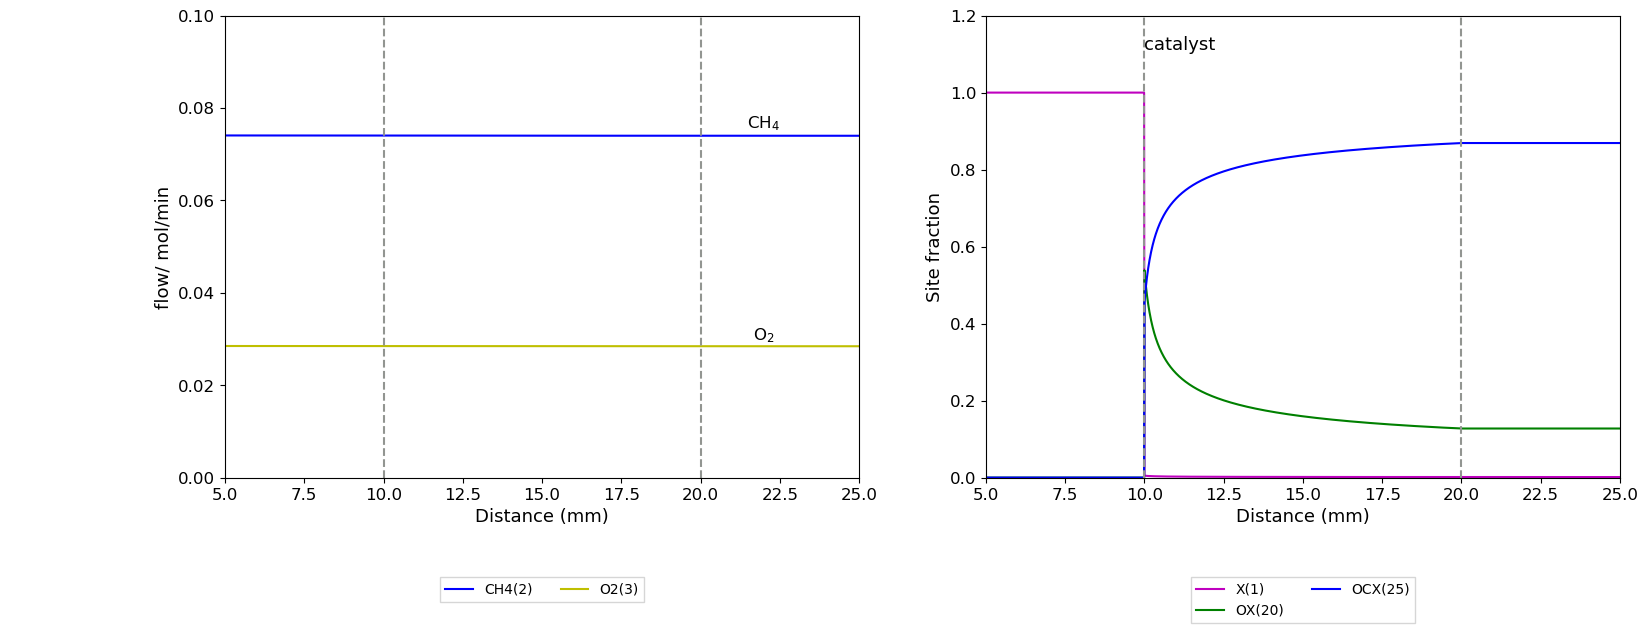 flow/ mol/min
0.10
0.08
0.06
0.04
0.02
0.00
CH₄
O₂
5.0 7.5 10.0 12.5 15.0 17.5 20.0 22.5 25.0
Distance (mm)
CH4(2) O2(3)
Site fraction
1.2
1.0
0.8
0.6
0.4
0.2
0.0
catalyst
5.0 7.5 10.0 12.5 15.0 17.5 20.0 22.5 25.0
Distance (mm)
X(1) OCX(25)
OX(20)